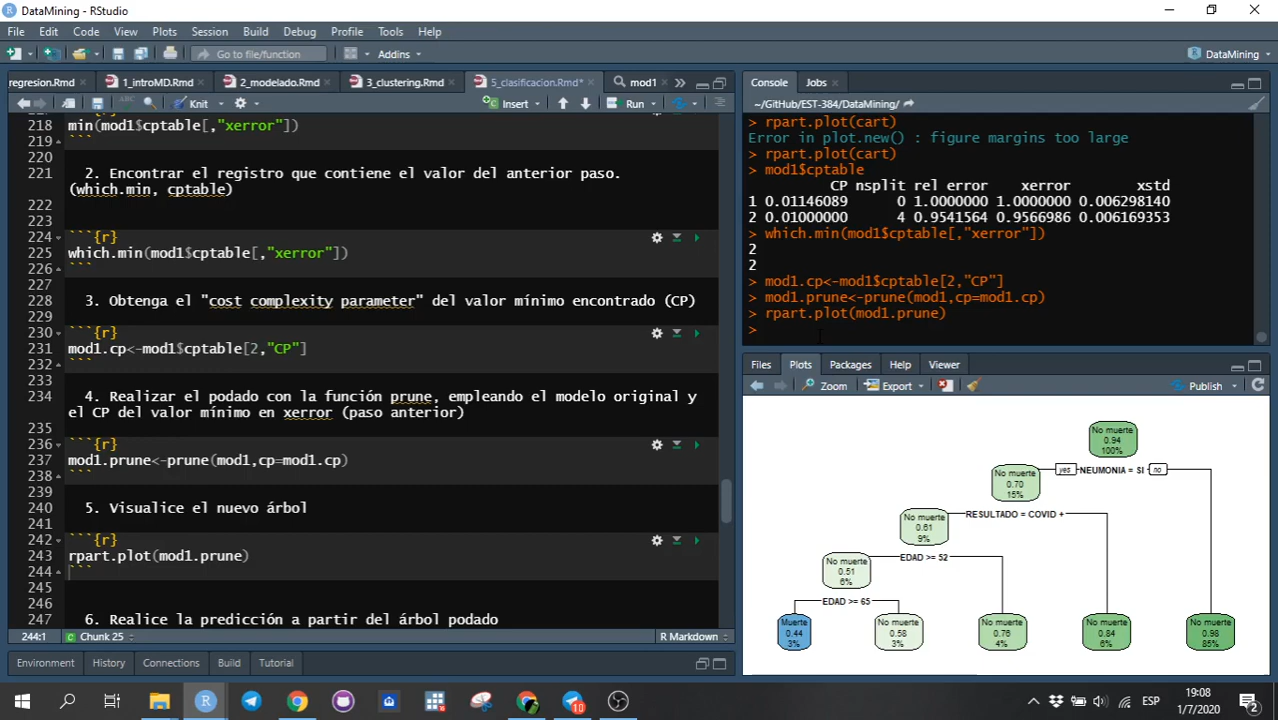 DataMining - RStudio
File Edit Code View Plots Session Build Debug Profile Tools Help
Go to file/function Addins DataMining
regresion.Rmd 1_introMD.Rmd 2_modelado.Rmd 3_clustering.Rmd 5_clasificacion.Rmd* mod1
Knit Insert Run
218 min(mod1$cptable[,"xerror"])
219 ```
220
221 2. Encontrar el registro que contiene el valor del anterior paso.
(which.min, cptable)
222
223
224 ```{r}
225 which.min(mod1$cptable[,"xerror"])
226 ```
227
228 3. Obtenga el "cost complexity parameter" del valor mínimo encontrado (CP)
229
230 ```{r}
231 mod1.cp<-mod1$cptable[2,"CP"]
232 ```
233
234 4. Realizar el podado con la función prune, empleando el modelo original y
el CP del valor mínimo en xerror (paso anterior)
235
236 ```{r}
237 mod1.prune<-prune(mod1,cp=mod1.cp)
238 ```
239
240 5. Visualice el nuevo árbol
241
242 ```{r}
243 rpart.plot(mod1.prune)
244 ```
245
246
247 6. Realice la predicción a partir del árbol podado
244:1 Chunk 25 R Markdown
Environment History Connections Build Tutorial
Console Jobs
~/GitHub/EST-384/DataMining/
> rpart.plot(cart)
Error in plot.new() : figure margins too large
> rpart.plot(cart)
> mod1$cptable
CP nsplit rel error xerror xstd
1 0.01146089 0 1.0000000 1.0000000 0.006298140
2 0.01000000 4 0.9541564 0.9566986 0.006169353
> which.min(mod1$cptable[,"xerror"])
2
2
> mod1.cp<-mod1$cptable[2,"CP"]
> mod1.prune<-prune(mod1,cp=mod1.cp)
> rpart.plot(mod1.prune)
>
Files Plots Packages Help Viewer
Zoom Export Publish
No muerte
0.94
100%
yes NEUMONIA = SI no
No muerte
0.70
15%
RESULTADO = COVID +
No muerte
0.61
9%
EDAD >= 52
No muerte
0.51
6%
EDAD >= 65
Muerte
0.44
3%
No muerte
0.58
3%
No muerte
0.76
4%
No muerte
0.84
6%
No muerte
0.98
85%
ESP
19:08
1/7/2020
10
2